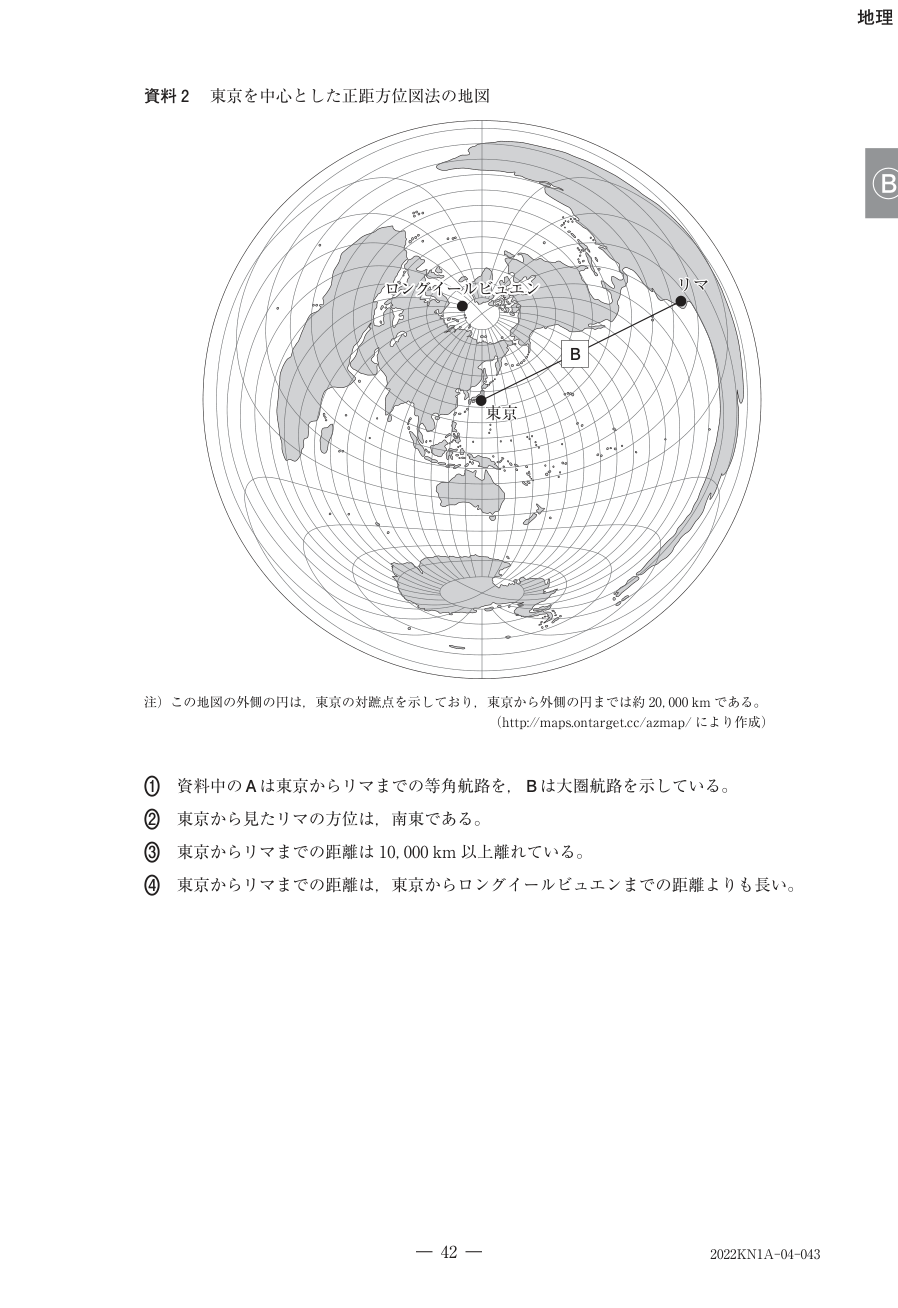 地理
資料2 東京を中心とした正距方位図法の地図
B
ロングイールビュエン
リマ
B
東京
注）この地図の外側の円は，東京の対蹠点を示しており，東京から外側の円までは約20,000 kmである。
（http://maps.ontarget.cc/azmap/ により作成）
① 資料中のAは東京からリマまでの等角航路を，Bは大圏航路を示している。
② 東京から見たリマの方位は，南東である。
③ 東京からリマまでの距離は10,000 km以上離れている。
④ 東京からリマまでの距離は，東京からロングイールビュエンまでの距離よりも長い。
― 42 ―
2022KN1A-04-043